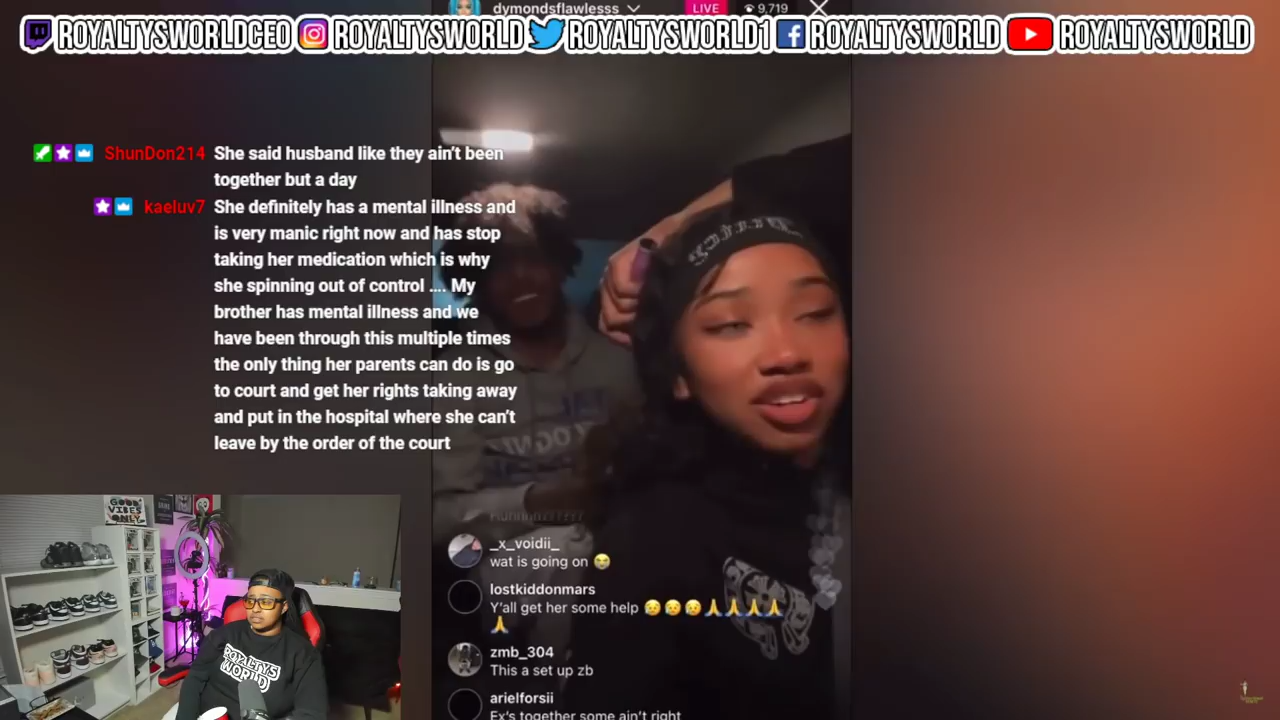 dymondsflawlesss
LIVE
9,719
ROYALTYSWORLDCEO ROYALTYSWORLD ROYALTYSWORLD1 ROYALTYSWORLD ROYALTYSWORLD
ShunDon214 She said husband like they ain't been
together but a day
kaeluv7 She definitely has a mental illness and
is very manic right now and has stop
taking her medication which is why
she spinning out of control .... My
brother has mental illness and we
have been through this multiple times
the only thing her parents can do is go
to court and get her rights taking away
and put in the hospital where she can't
leave by the order of the court
GOOD
VIBES
ONLY
ROYALTYS
WORLD
_x_voidii_
wat is going on 😭
lostkiddonmars
Y'all get her some help 😥😥😥🙏🙏🙏🙏
🙏
zmb_304
This a set up zb
arielforsii
Ex's together some ain't right